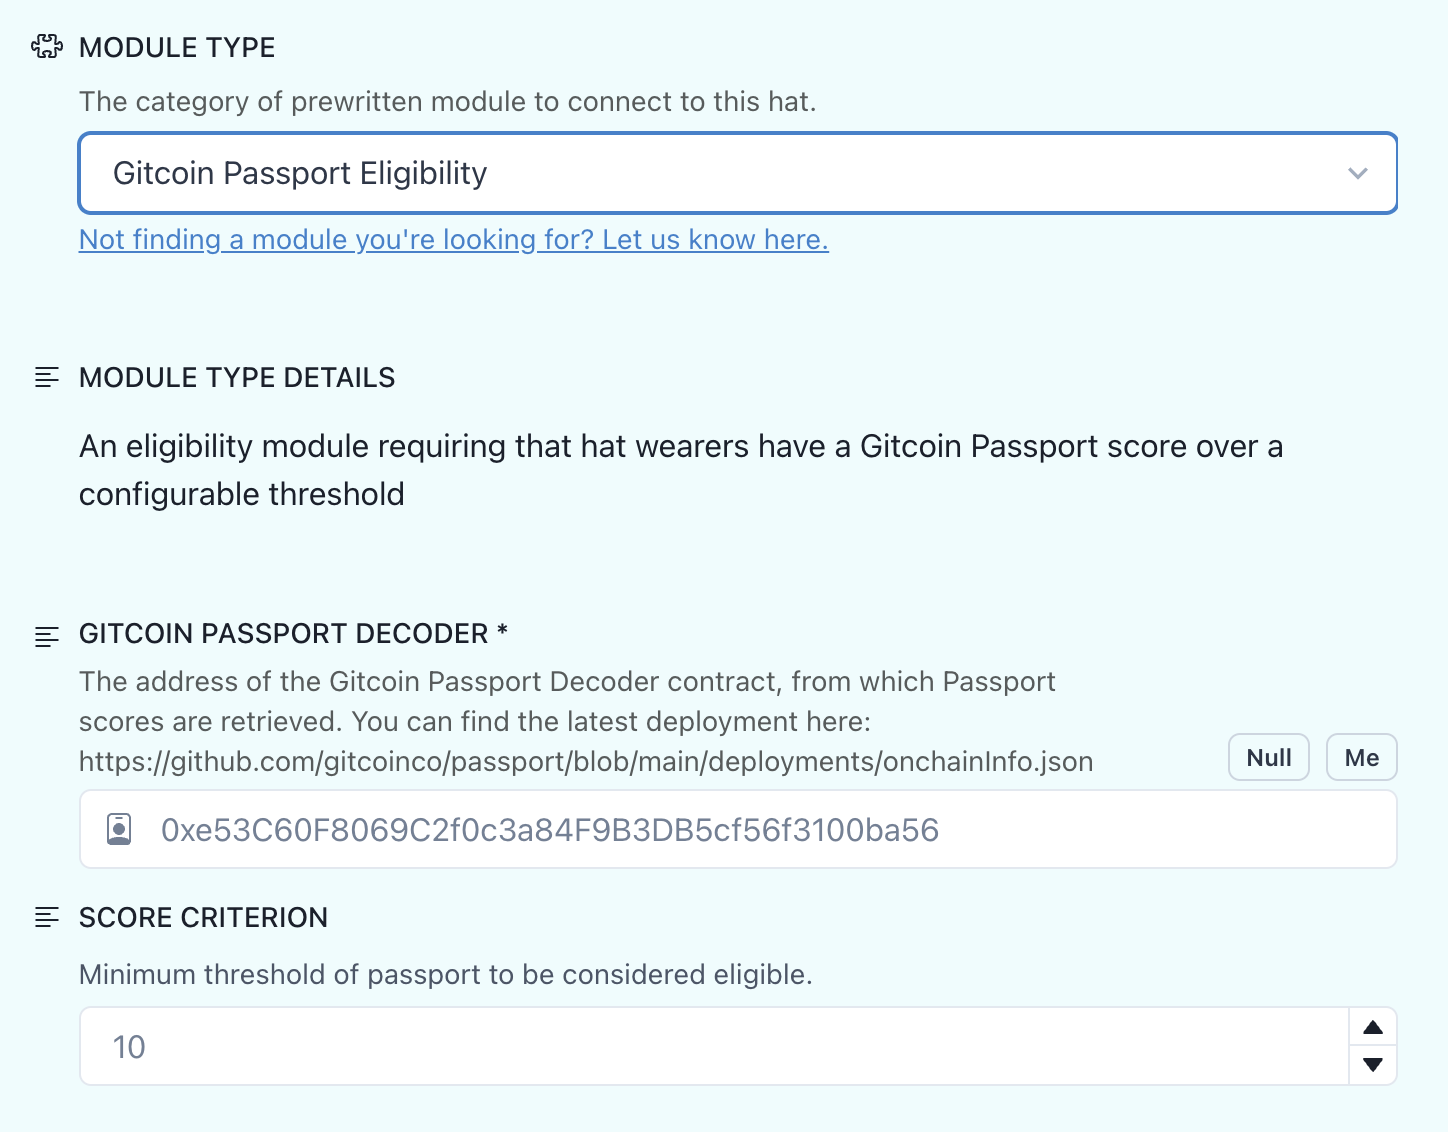 MODULE TYPE
The category of prewritten module to connect to this hat.
Gitcoin Passport Eligibility
Not finding a module you're looking for? Let us know here.
MODULE TYPE DETAILS
An eligibility module requiring that hat wearers have a Gitcoin Passport score over a
configurable threshold
GITCOIN PASSPORT DECODER *
The address of the Gitcoin Passport Decoder contract, from which Passport
scores are retrieved. You can find the latest deployment here:
https://github.com/gitcoinco/passport/blob/main/deployments/onchainInfo.json
Null
Me
0xe53C60F8069C2f0c3a84F9B3DB5cf56f3100ba56
SCORE CRITERION
Minimum threshold of passport to be considered eligible.
10